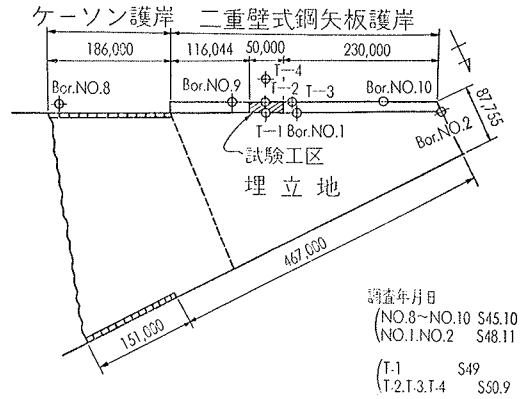 ケーソン護岸 二重壁式鋼矢板護岸
186,000 116,044 50,000 230,000
T-4
Bor.NO.8 Bor.NO.9 T-2 T-3 Bor.NO.10
87,755
T-1 Bor.NO.1 Bor.NO.2
試験工区
埋立地
467,000
151,000
調査年月日
(NO.8~NO.10 S45.10
NO.1.NO.2 S48.11
(T-1 S49
T-2.T-3.T-4 S50.9